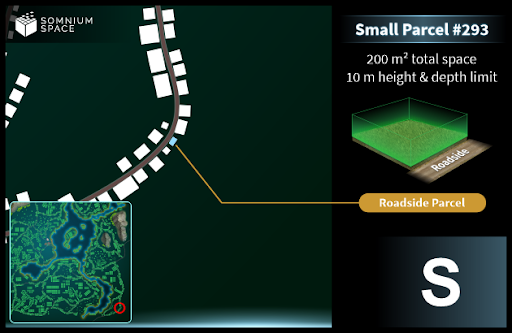 SOMNIUM
SPACE
Small Parcel #293
200 m² total space
10 m height & depth limit
Roadside
Roadside Parcel
S